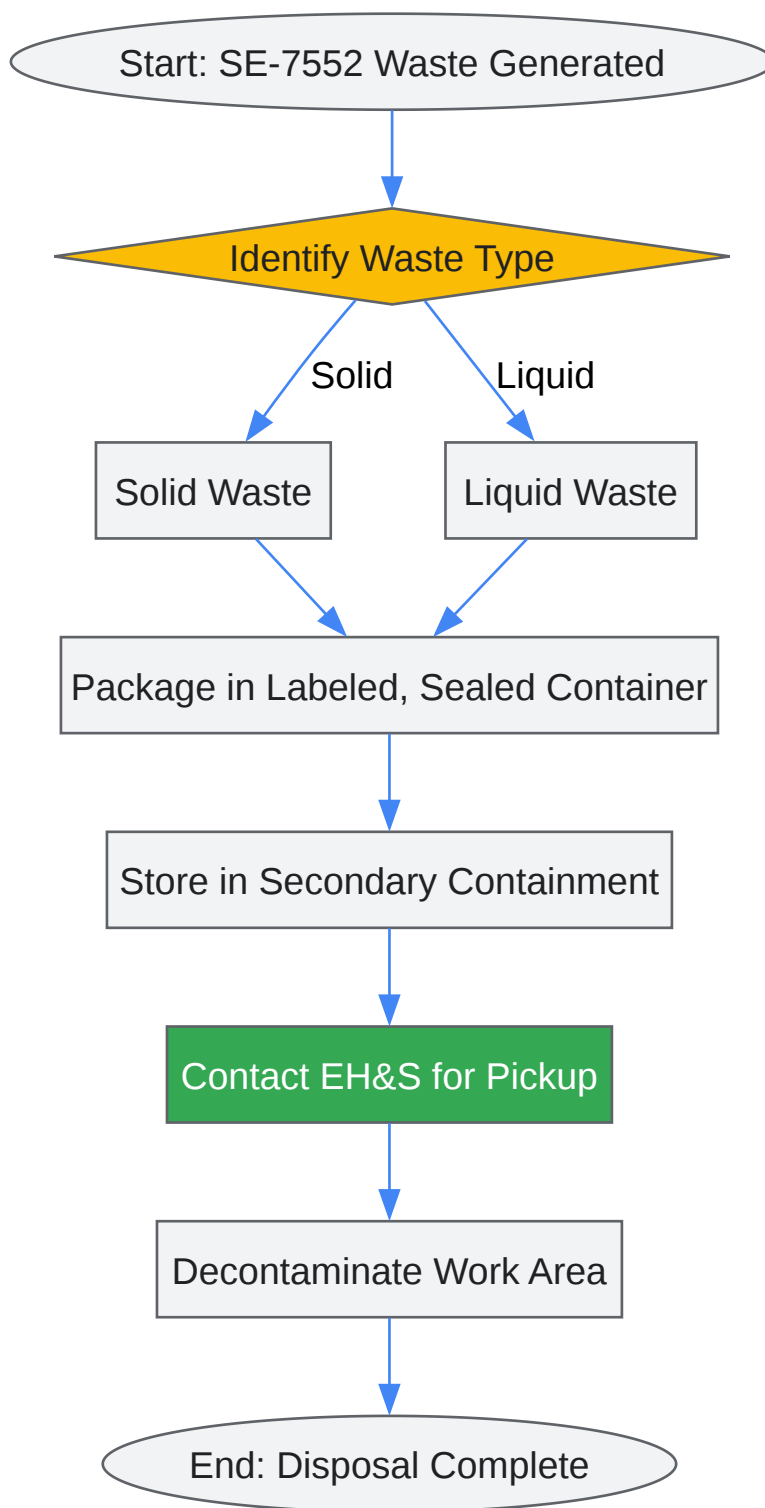 Start: SE-7552 Waste Generated
Identify Waste Type
Solid
Liquid
Solid Waste
Liquid Waste
Package in Labeled, Sealed Container
Store in Secondary Containment
Contact EH&S for Pickup
Decontaminate Work Area
End: Disposal Complete